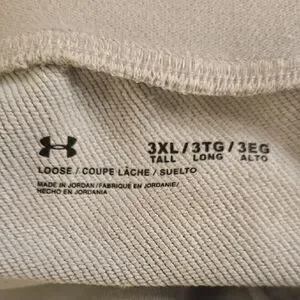 3XL / 3TG / 3EG
TALL LONG ALTO
LOOSE / COUPE LÂCHE / SUELTO
MADE IN JORDAN / FABRIQUÉ EN JORDANIE/
HECHO EN JORDANIA